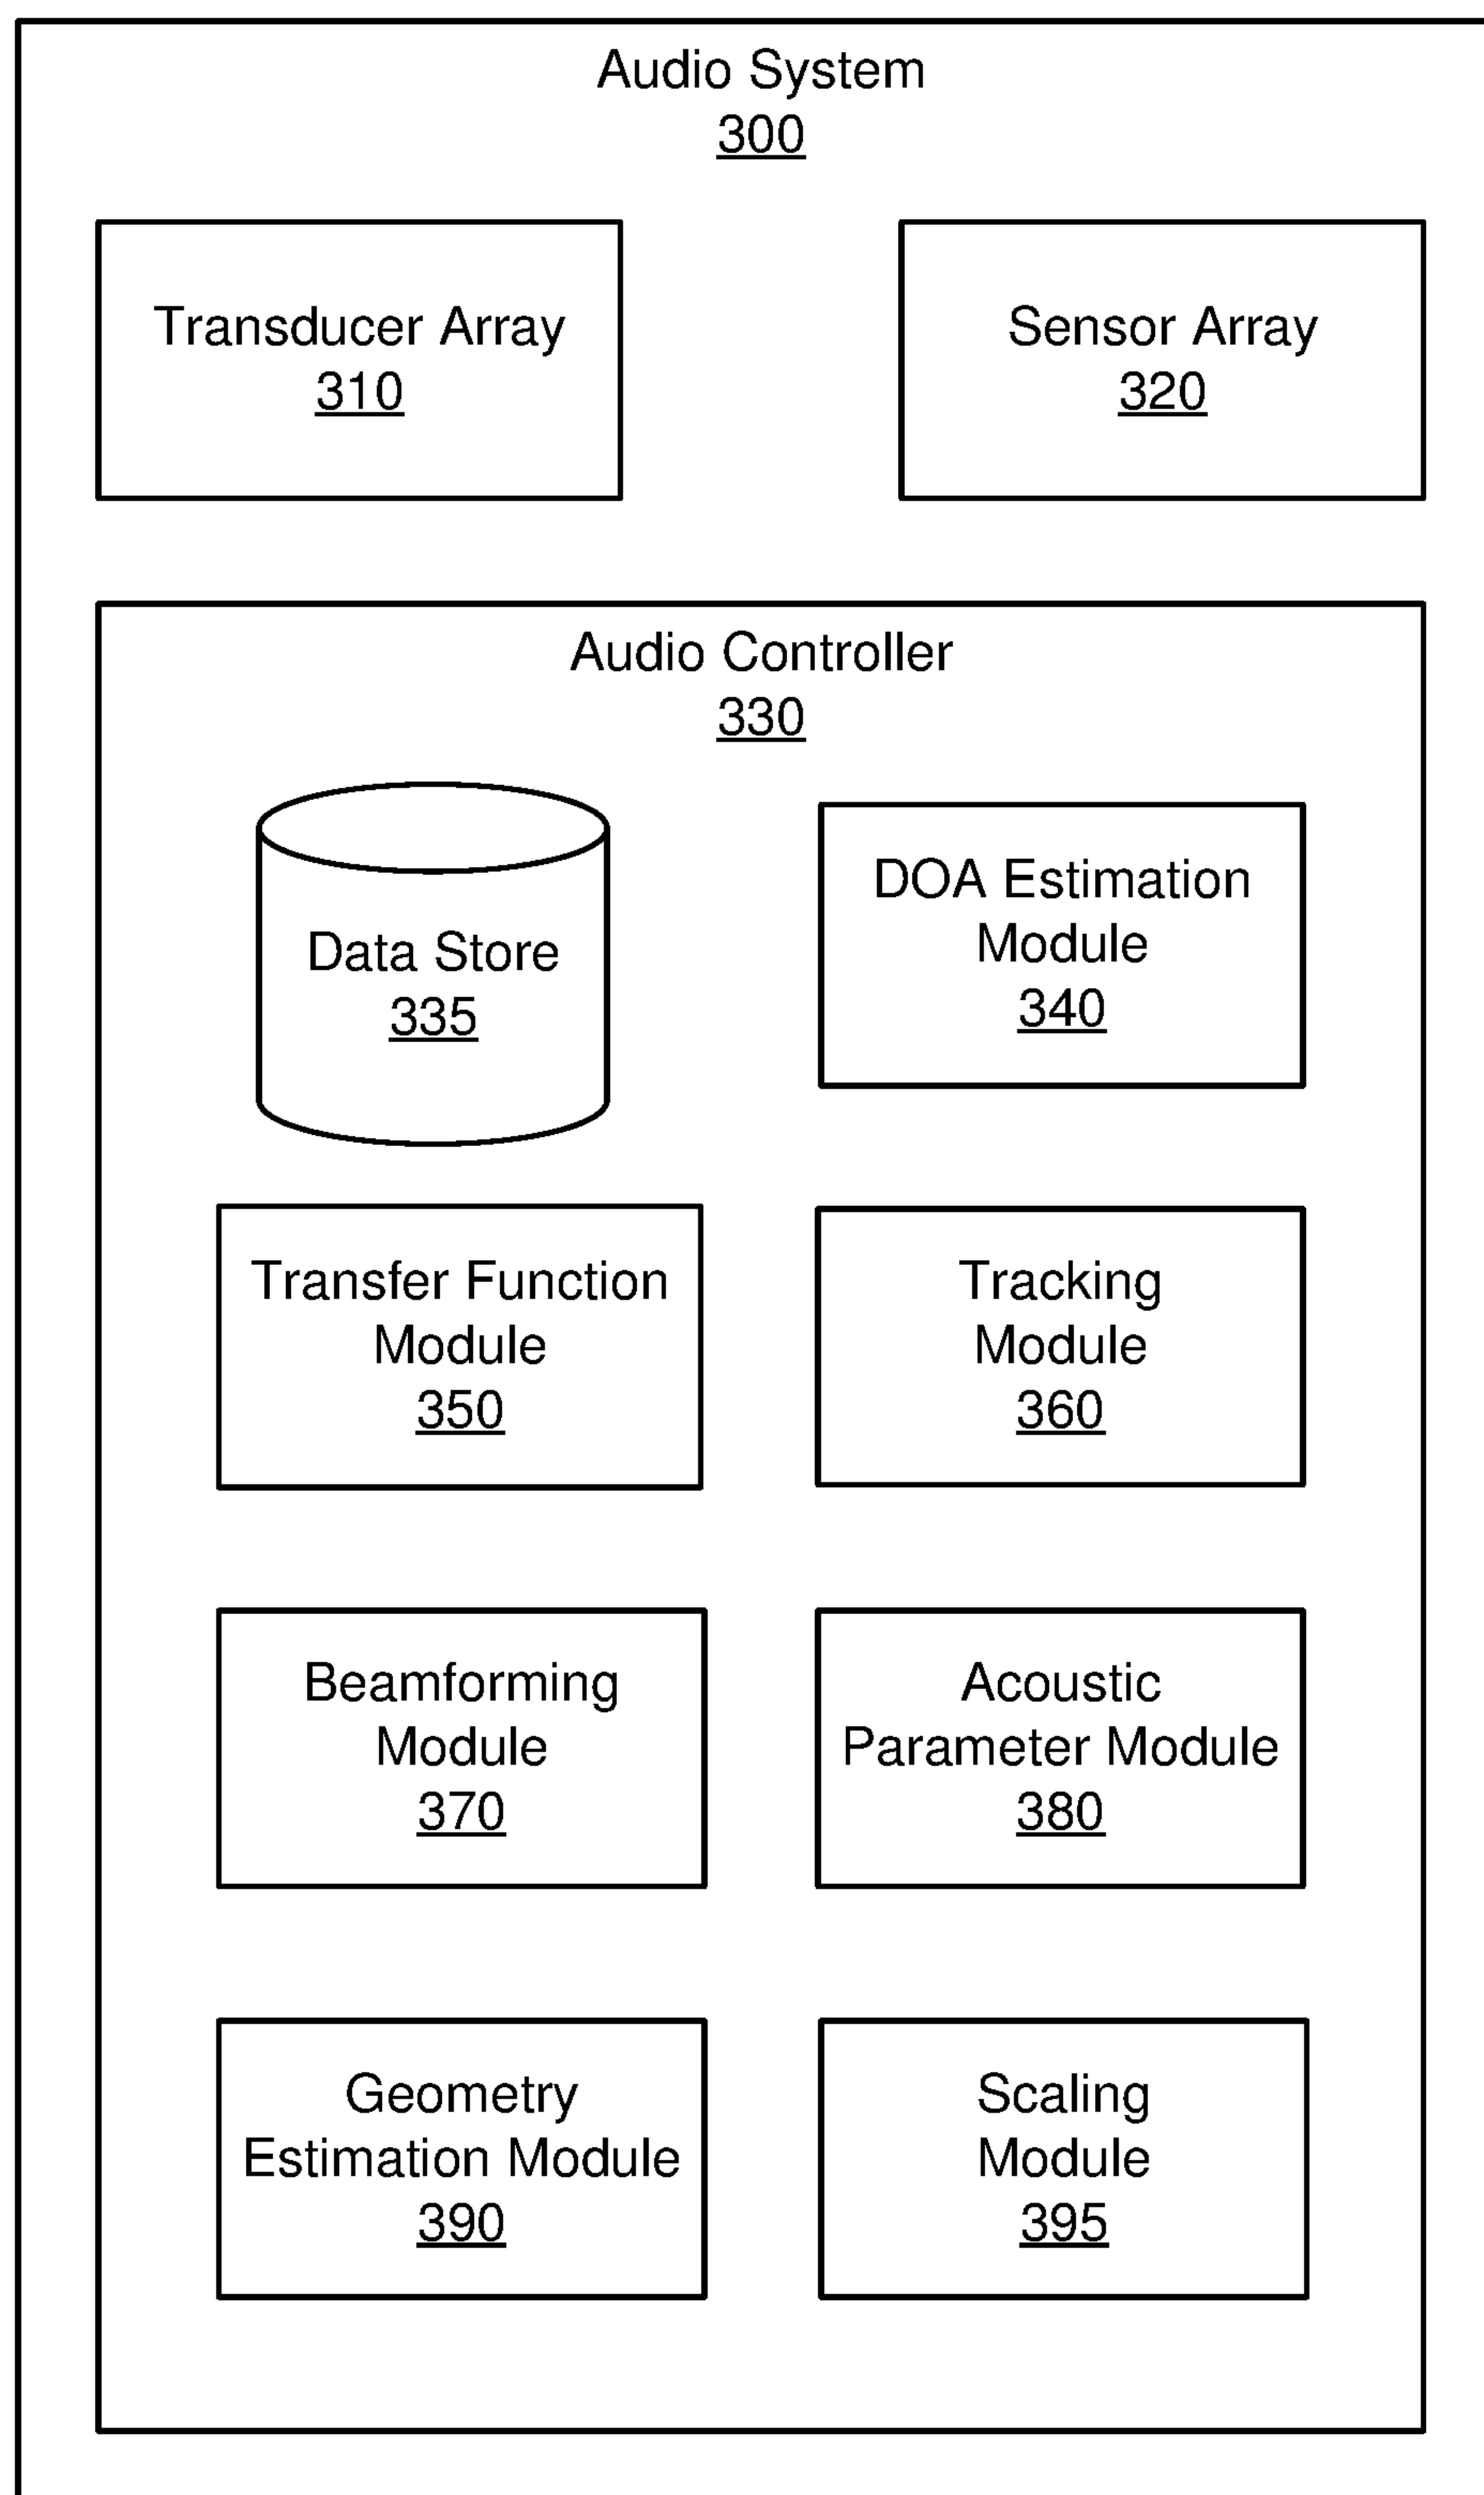 Audio System
300
Transducer Array
310
Sensor Array
320
Audio Controller
330
Data Store
335
DOA Estimation
Module
340
Transfer Function
Module
350
Tracking
Module
360
Beamforming
Module
370
Acoustic
Parameter Module
380
Geometry
Estimation Module
390
Scaling
Module
395